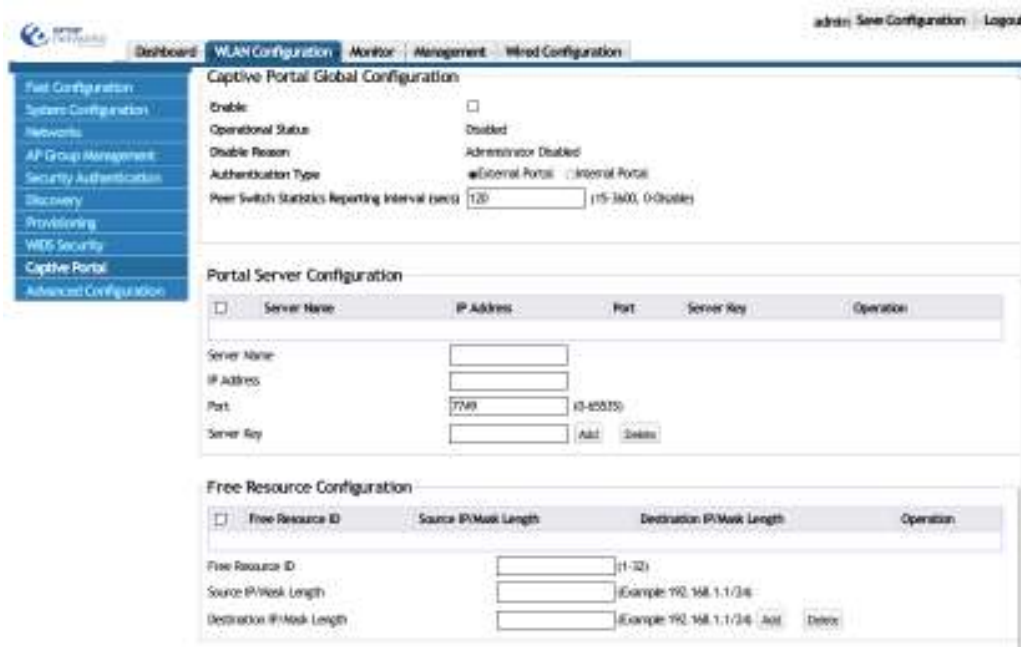 admin Save Configuration Logout
networks
Dashboard WLAN Configuration Monitor Management Wired Configuration
Fast Configuration
System Configuration
Networks
AP Group Management
Security Authentication
Discovery
Provisioning
WIDS Security
Captive Portal
Advanced Configuration
Captive Portal Global Configuration
Enable
Operational Status Disabled
Disable Reason Administrator Disabled
Authentication Type External Portal Internal Portal
Peer Switch Statistics Reporting Interval (secs) 120 (15-3600, 0-Disable)
Portal Server Configuration
Server Name IP Address Port Server Key Operation
Server Name
IP Address
Port 7749 (0-65535)
Server Key Add Delete
Free Resource Configuration
Free Resource ID Source IP/Mask Length Destination IP/Mask Length Operation
Free Resource ID (1-32)
Source IP/Mask Length (Example 192.168.1.1/24)
Destination IP/Mask Length (Example 192.168.1.1/24) Add Delete